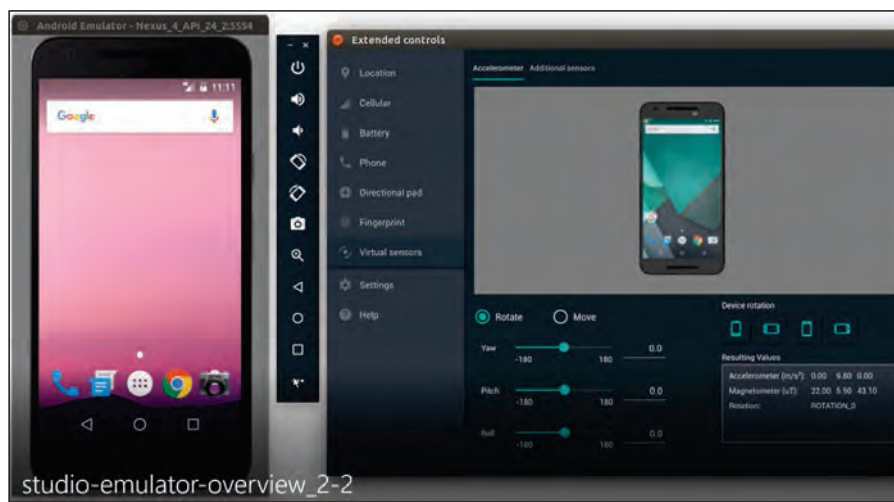 Android Emulator - Nexus_4_API_24_2:5554
11:11
Google
Extended controls
Location
Cellular
Battery
Phone
Directional pad
Fingerprint
Virtual sensors
Settings
Help
Accelerometer Additional sensors
Rotate Move
Yaw 0.0
-180 180
Pitch 0.0
-180 180
Roll 0.0
-180 180
Device rotation
Resulting Values
Accelerometer (m/s²): 0.00 9.80 0.00
Magnetometer (uT): 22.00 5.90 43.10
Rotation: ROTATION_0
studio-emulator-overview_2-2